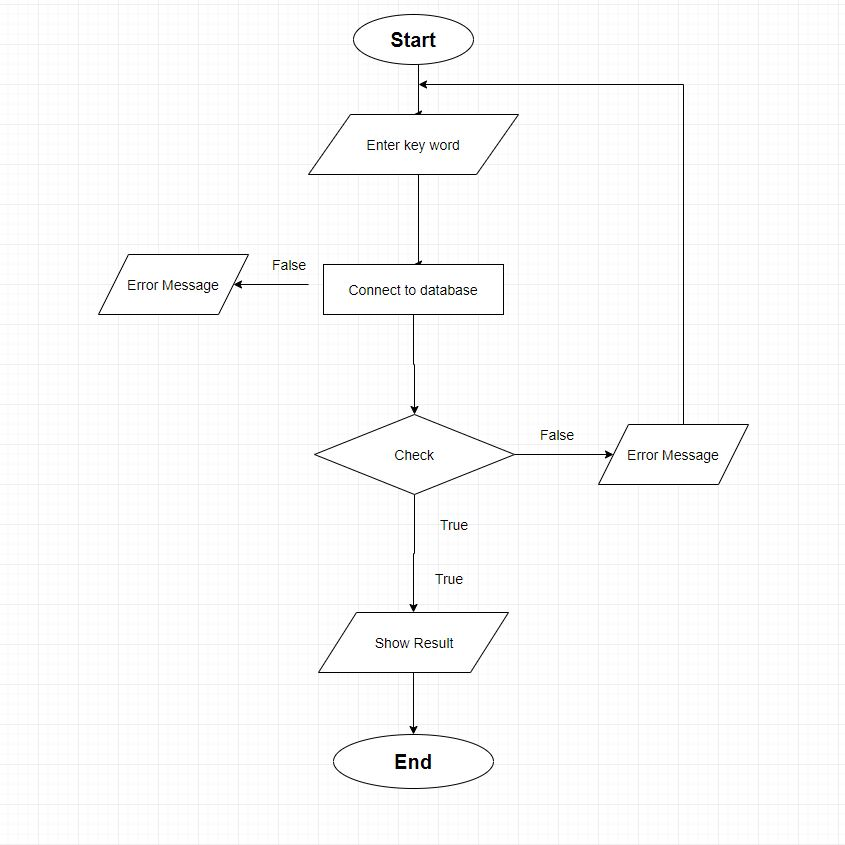 Start
Enter key word
False
Error Message
Connect to database
Check
False
Error Message
True
True
Show Result
End